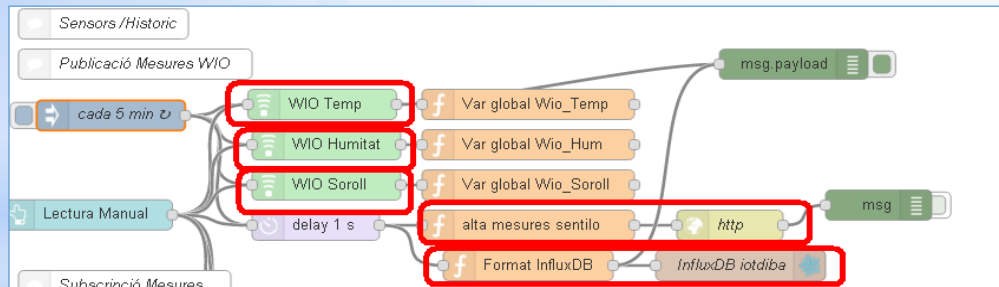 Sensors /Historic
Publicació Mesures WIO
msg.payload
cada 5 min ↻
WIO Temp
Var global Wio_Temp
WIO Humitat
Var global Wio_Hum
WIO Soroll
Var global Wio_Soroll
Lectura Manual
delay 1 s
alta mesures sentilo
http
msg
Format InfluxDB
InfluxDB iotdiba
Subscripció Mesures